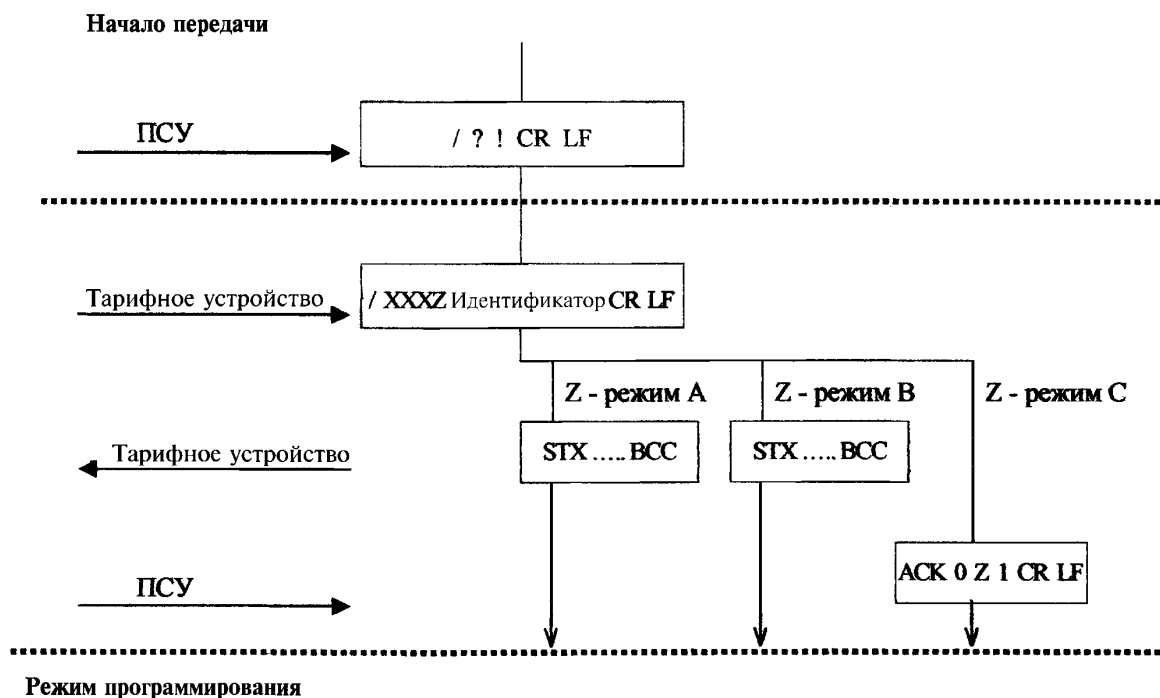 Начало передачи
ПСУ
/ ? ! CR LF
Тарифное устройство
/ XXXZ Идентификатор CR LF
Z - режим A
Z - режим B
Z - режим C
Тарифное устройство
STX ..... BCC
STX ..... BCC
ПСУ
ACK 0 Z 1 CR LF
Режим программирования